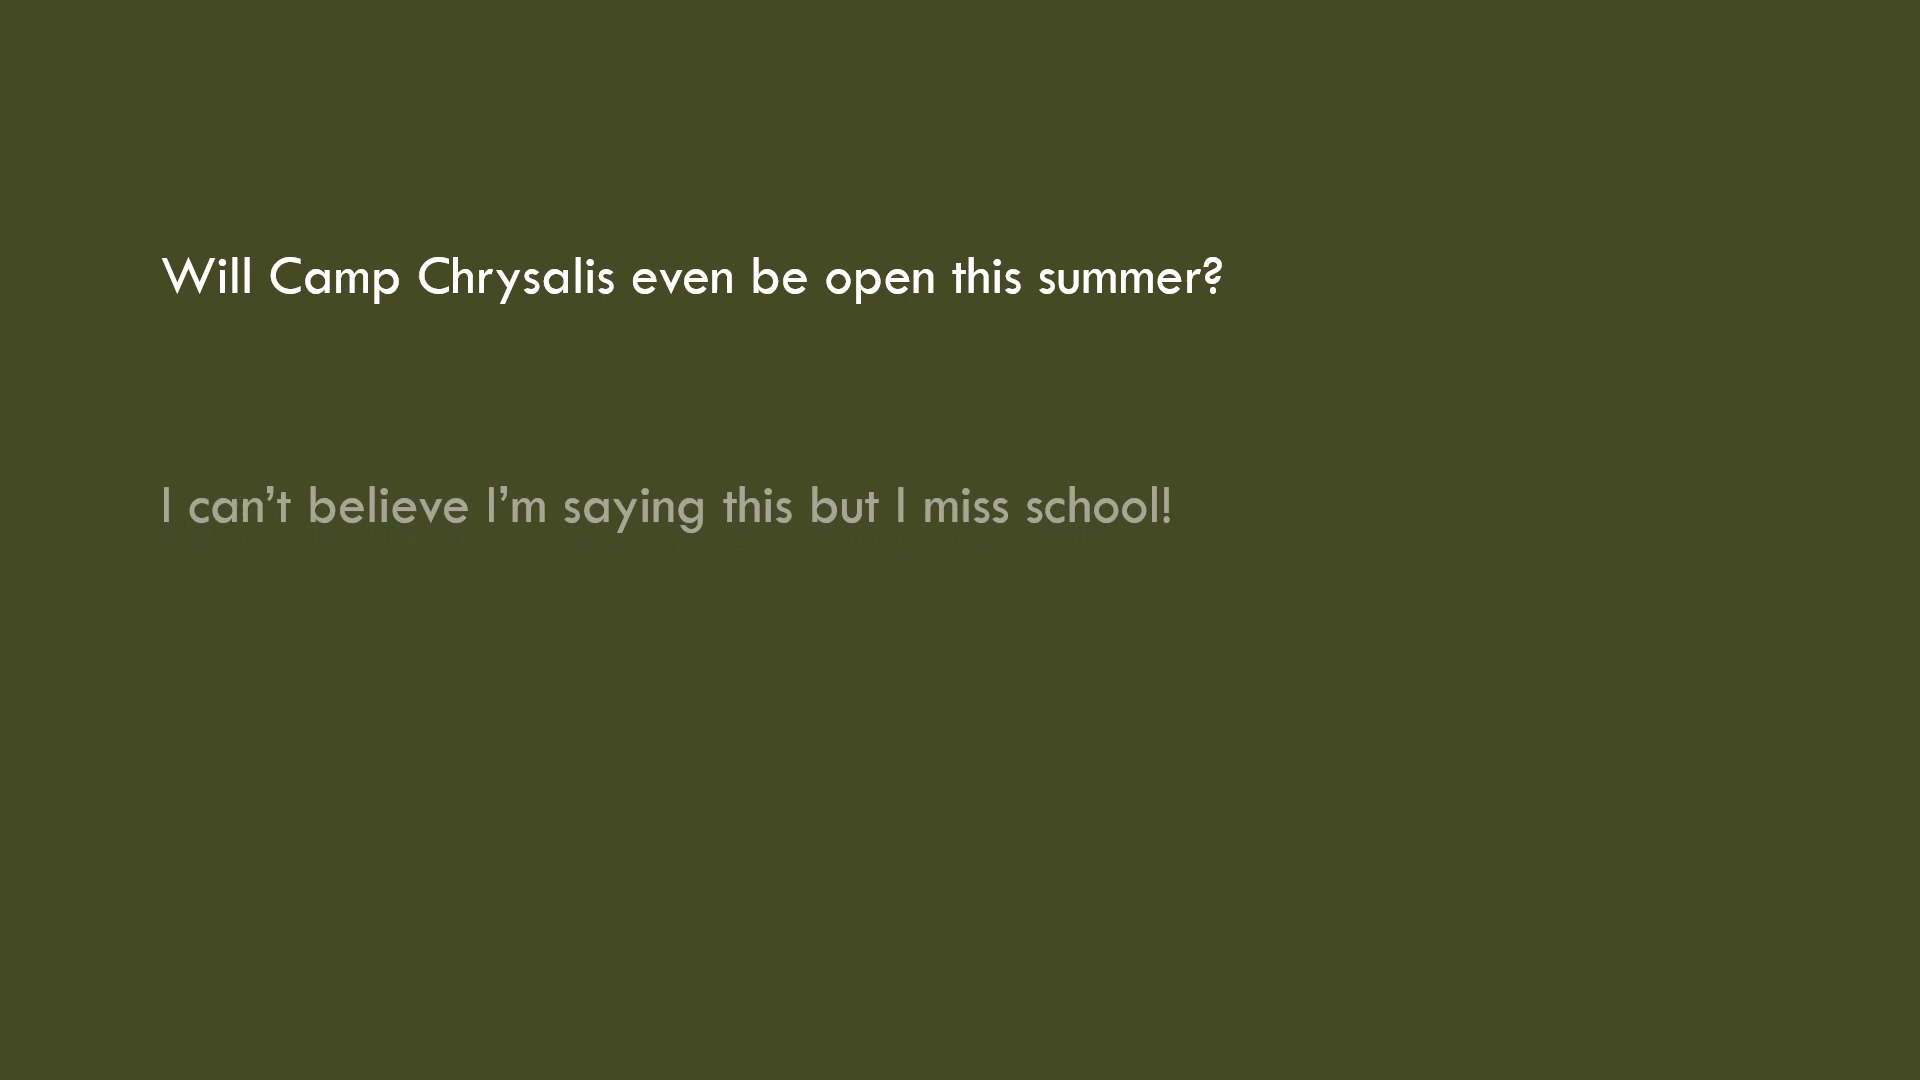 Will Camp Chrysalis even be open this summer?
I can’t believe I’m saying this but I miss school!